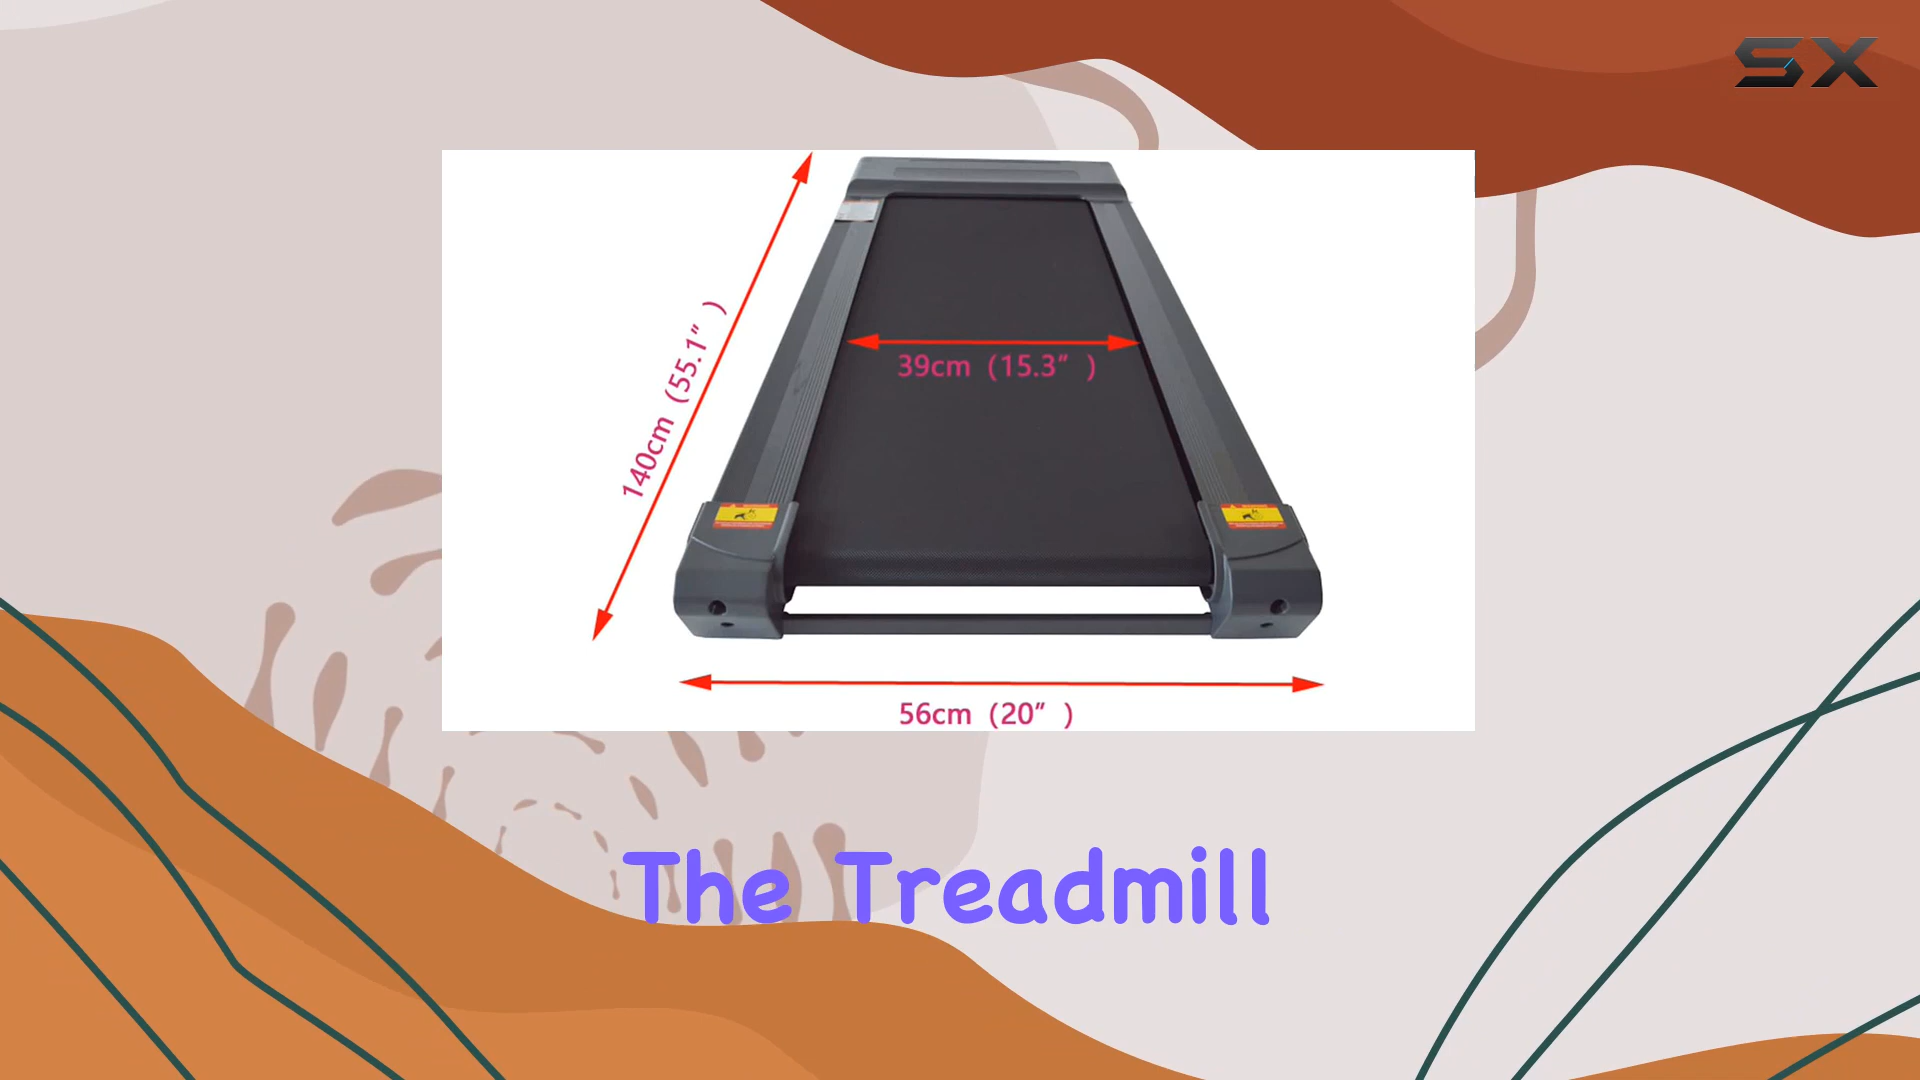 SX
140cm (55.1" )
39cm (15.3" )
56cm (20" )
The Treadmill